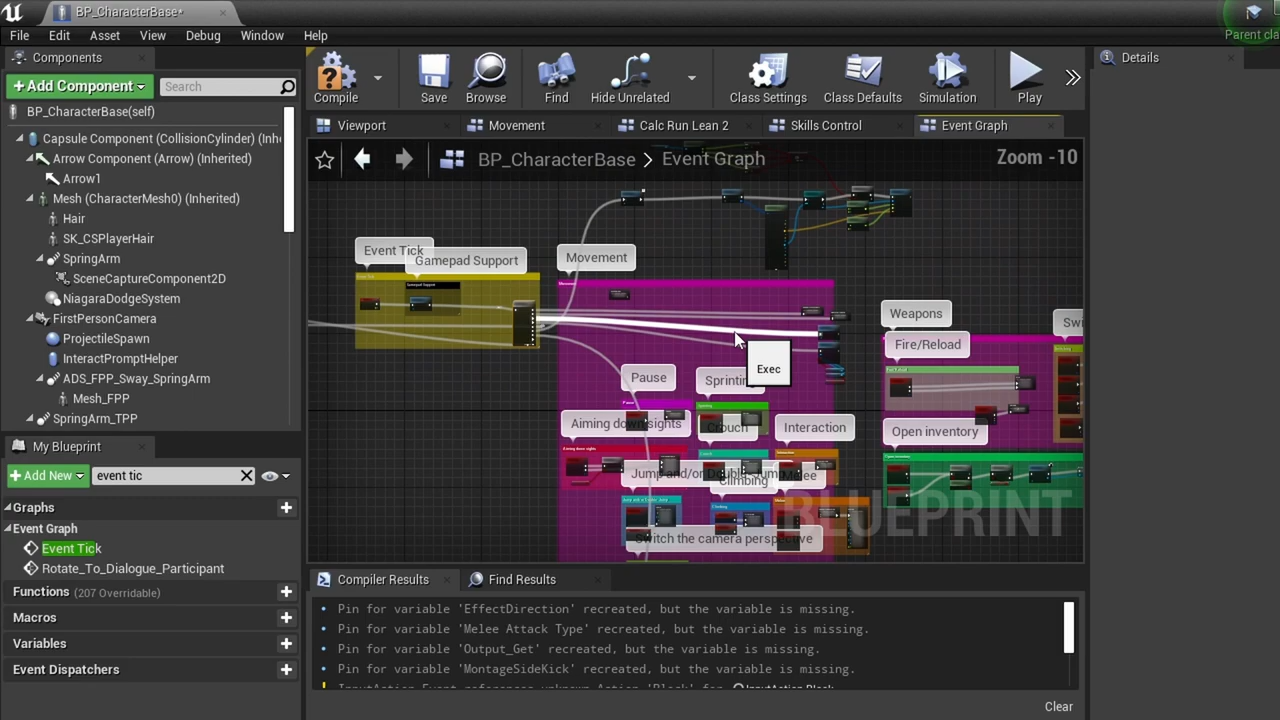 BP_CharacterBase*
Parent cla
File Edit Asset View Debug Window Help
Components
+Add Component
Search
BP_CharacterBase(self)
Capsule Component (CollisionCylinder) (Inh
Arrow Component (Arrow) (Inherited)
Arrow1
Mesh (CharacterMesh0) (Inherited)
Hair
SK_CSPlayerHair
SpringArm
SceneCaptureComponent2D
NiagaraDodgeSystem
FirstPersonCamera
ProjectileSpawn
InteractPromptHelper
ADS_FPP_Sway_SpringArm
Mesh_FPP
SpringArm_TPP
My Blueprint
+Add New
event tic
Graphs
Event Graph
Event Tick
Rotate_To_Dialogue_Participant
Functions (207 Overridable)
Macros
Variables
Event Dispatchers
Compile
Save
Browse
Find
Hide Unrelated
Class Settings
Class Defaults
Simulation
Play
Details
Viewport
Movement
Calc Run Lean 2
Skills Control
Event Graph
BP_CharacterBase > Event Graph
Zoom -10
Event Tick
Gamepad Support
Movement
Gamepad Support
Weapons
Fire/Reload
Exec
Pause
Aiming down sights
Crouch
Interaction
Open inventory
Climbing
Switch the camera perspective
BLUEPRINT
Compiler Results
Find Results
• Pin for variable 'EffectDirection' recreated, but the variable is missing.
• Pin for variable 'Melee Attack Type' recreated, but the variable is missing.
• Pin for variable 'Output_Get' recreated, but the variable is missing.
• Pin for variable 'MontageSideKick' recreated, but the variable is missing.
Clear